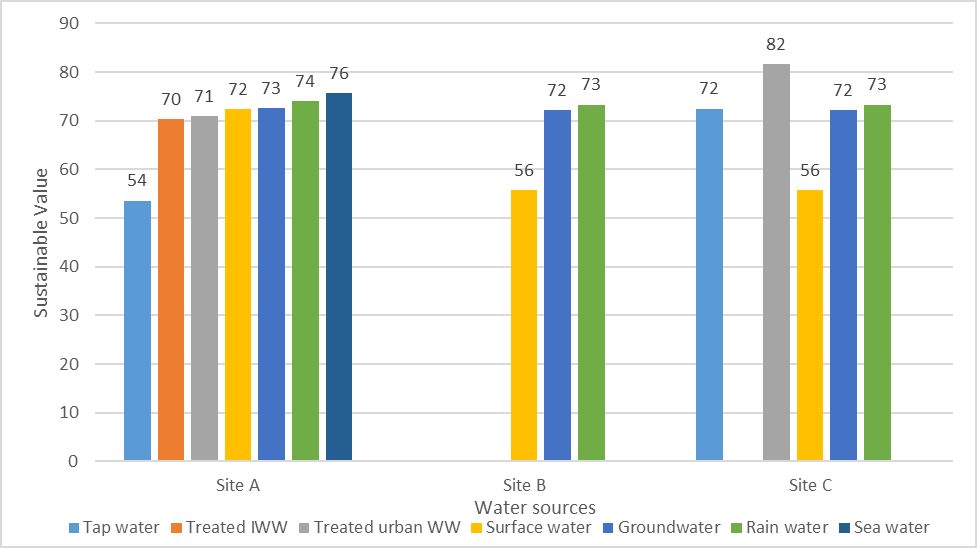 90
80
70
60
50
40
30
20
10
0
Sustainable Value
54 70 71 72 73 74 76
56 72 73
72 82 56 72 73
Site A Site B Site C
Water sources
Tap water Treated IWW Treated urban WW Surface water Groundwater Rain water Sea water